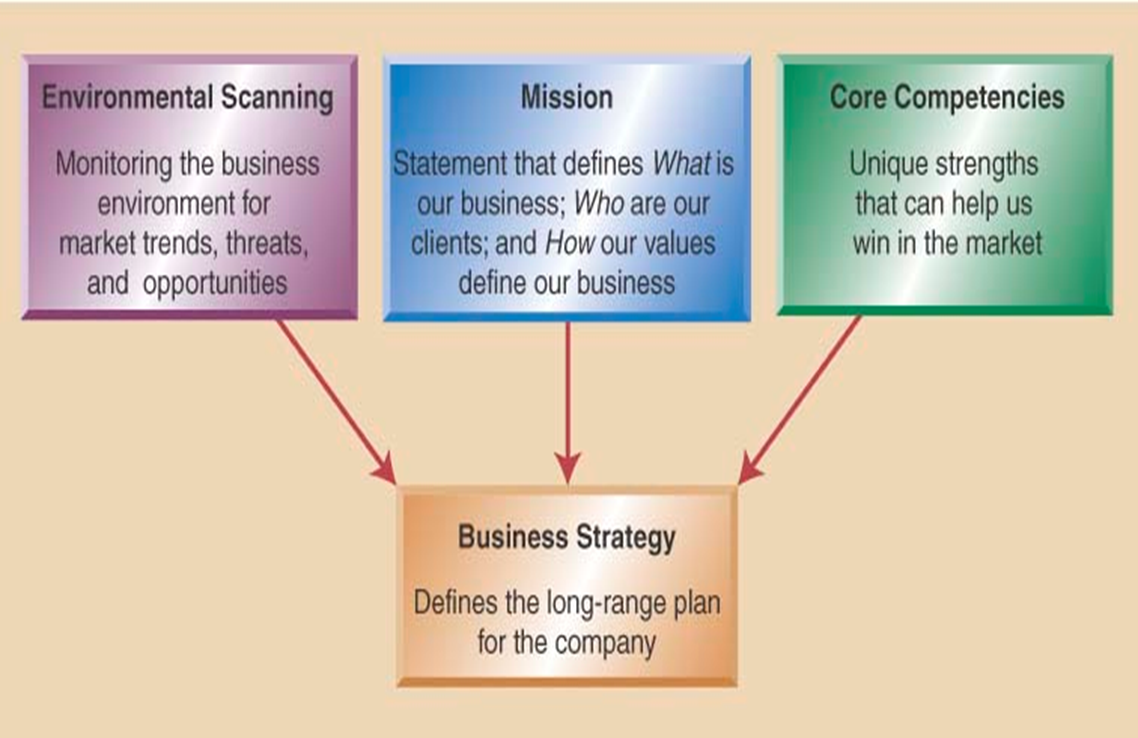 Environmental Scanning
Monitoring the business
environment for
market trends, threats,
and opportunities
Mission
Statement that defines What is
our business; Who are our
clients; and How our values
define our business
Core Competencies
Unique strengths
that can help us
win in the market
Business Strategy
Defines the long-range plan
for the company